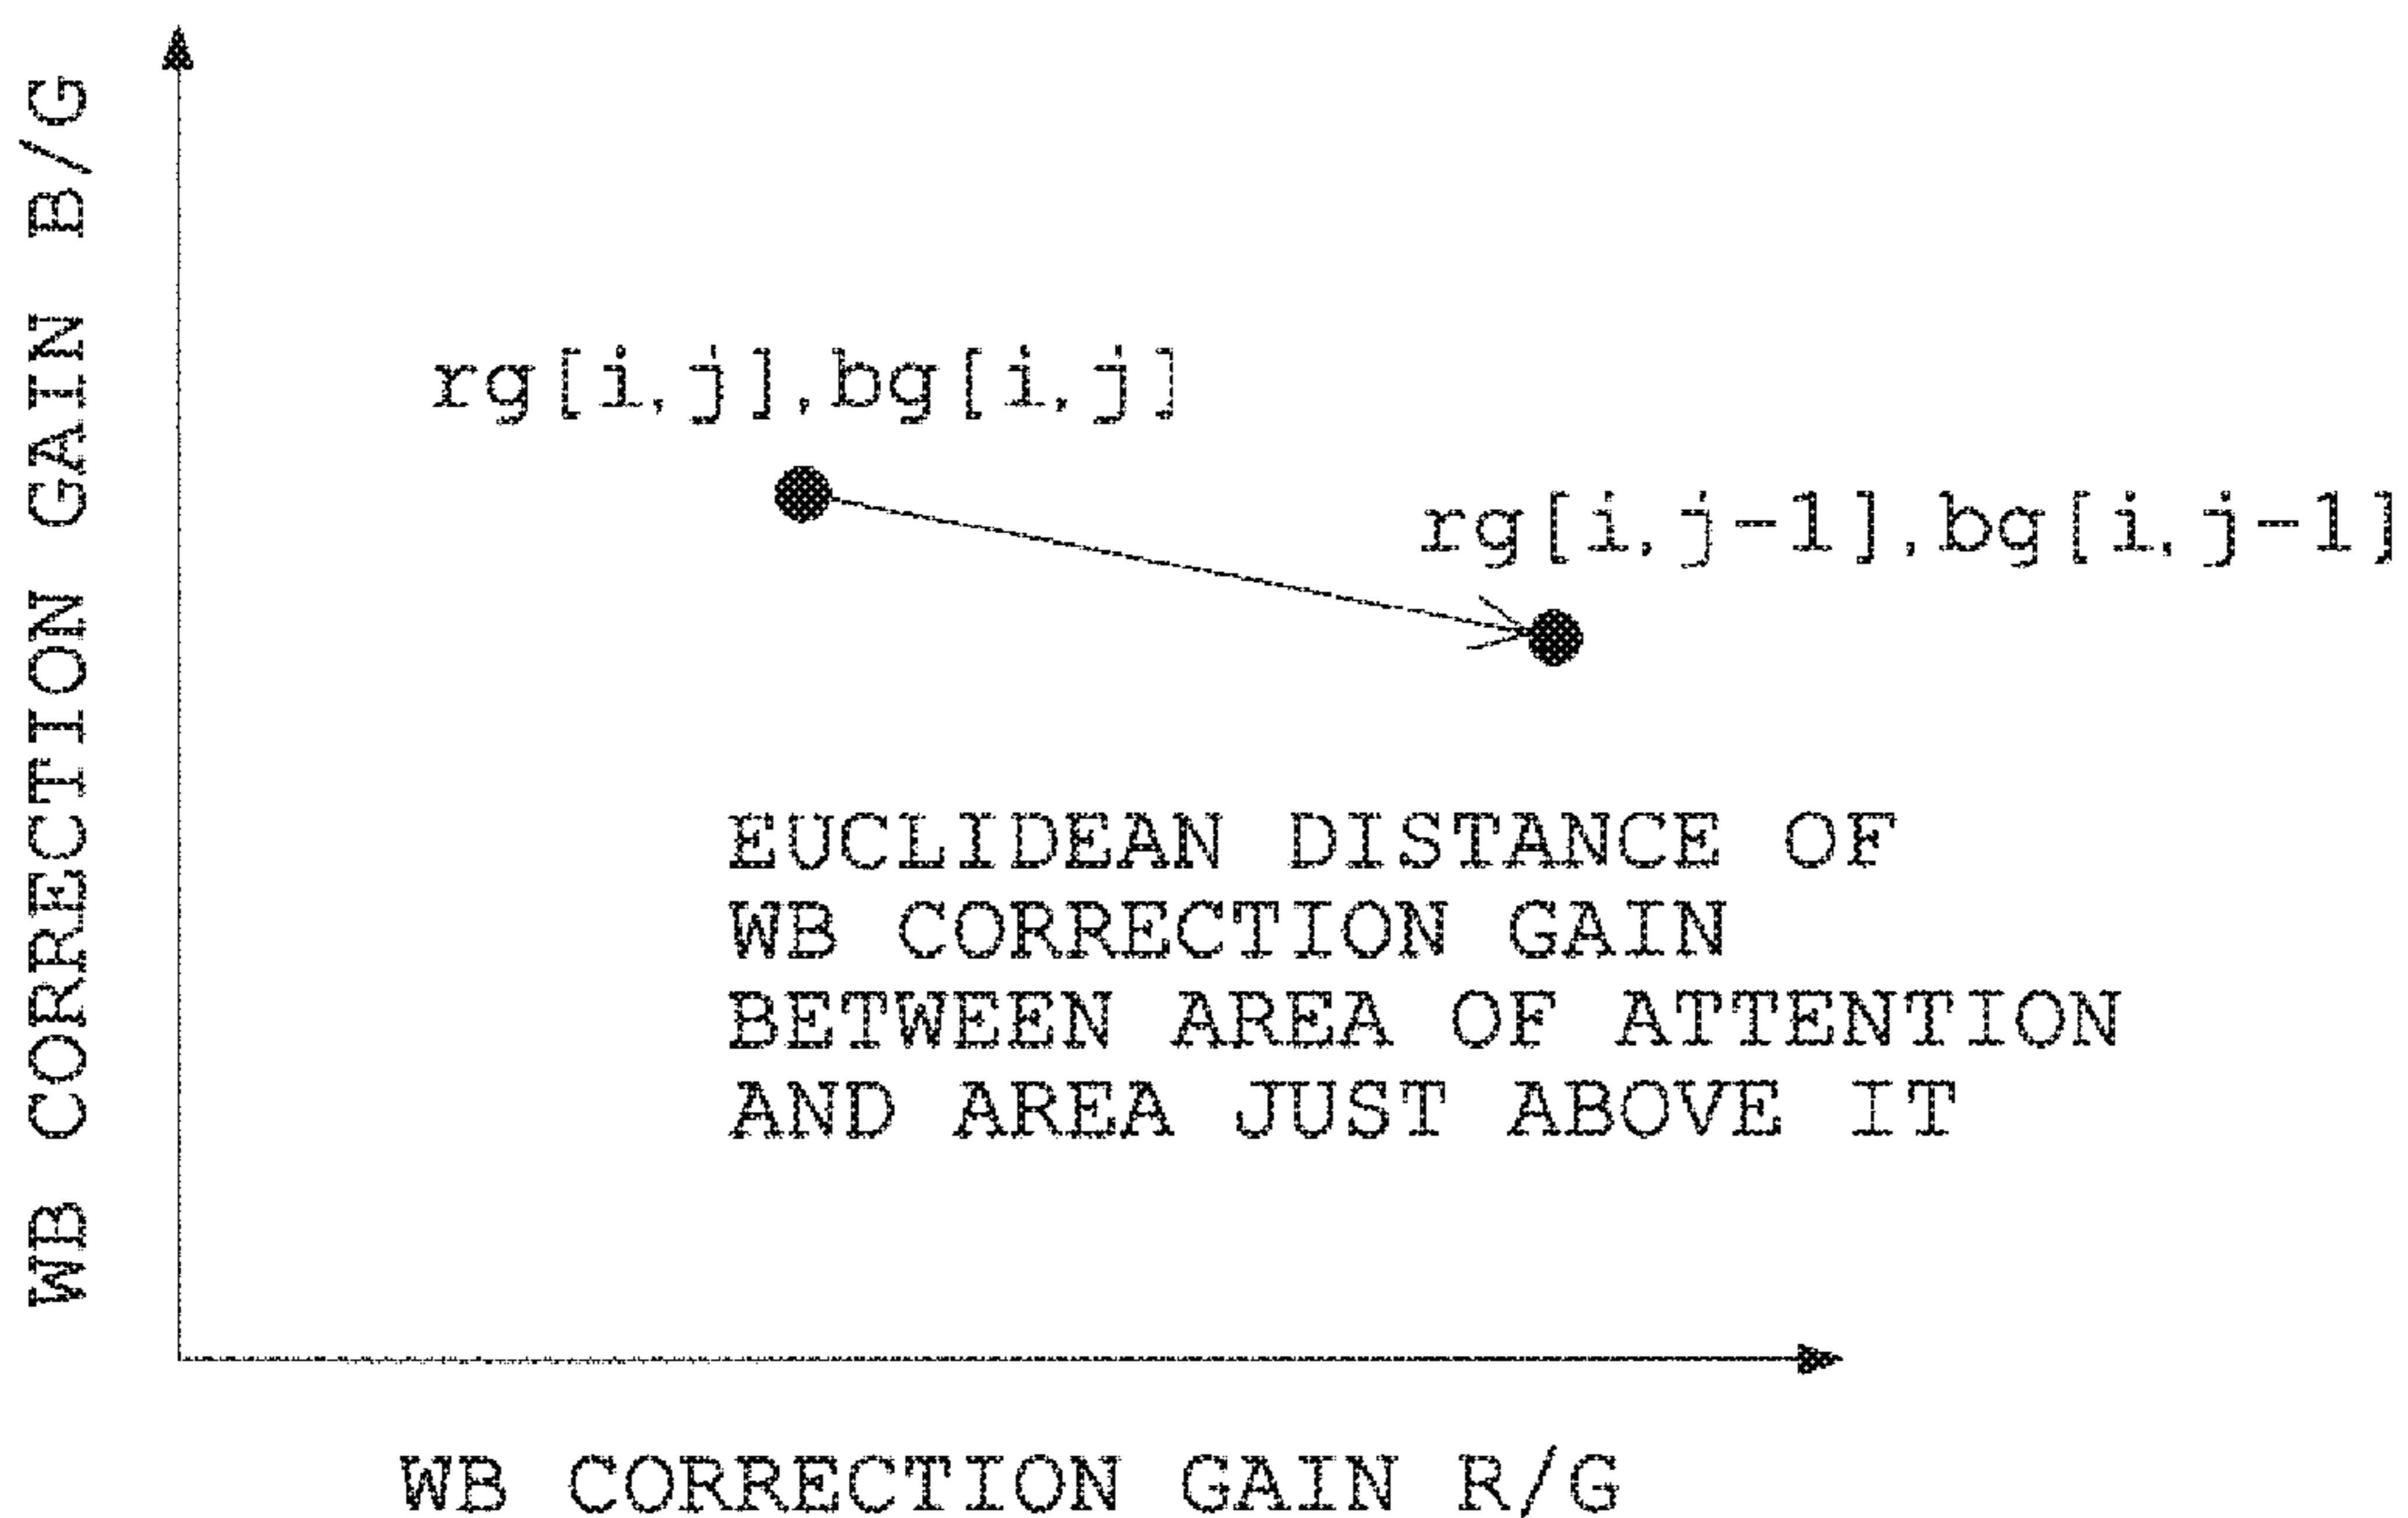 WB CORRECTION GAIN B/G
rg[i,j],bg[i,j]
rg[i,j-1],bg[i,j-1]
EUCLIDEAN DISTANCE OF
WB CORRECTION GAIN
BETWEEN AREA OF ATTENTION
AND AREA JUST ABOVE IT
WB CORRECTION GAIN R/G